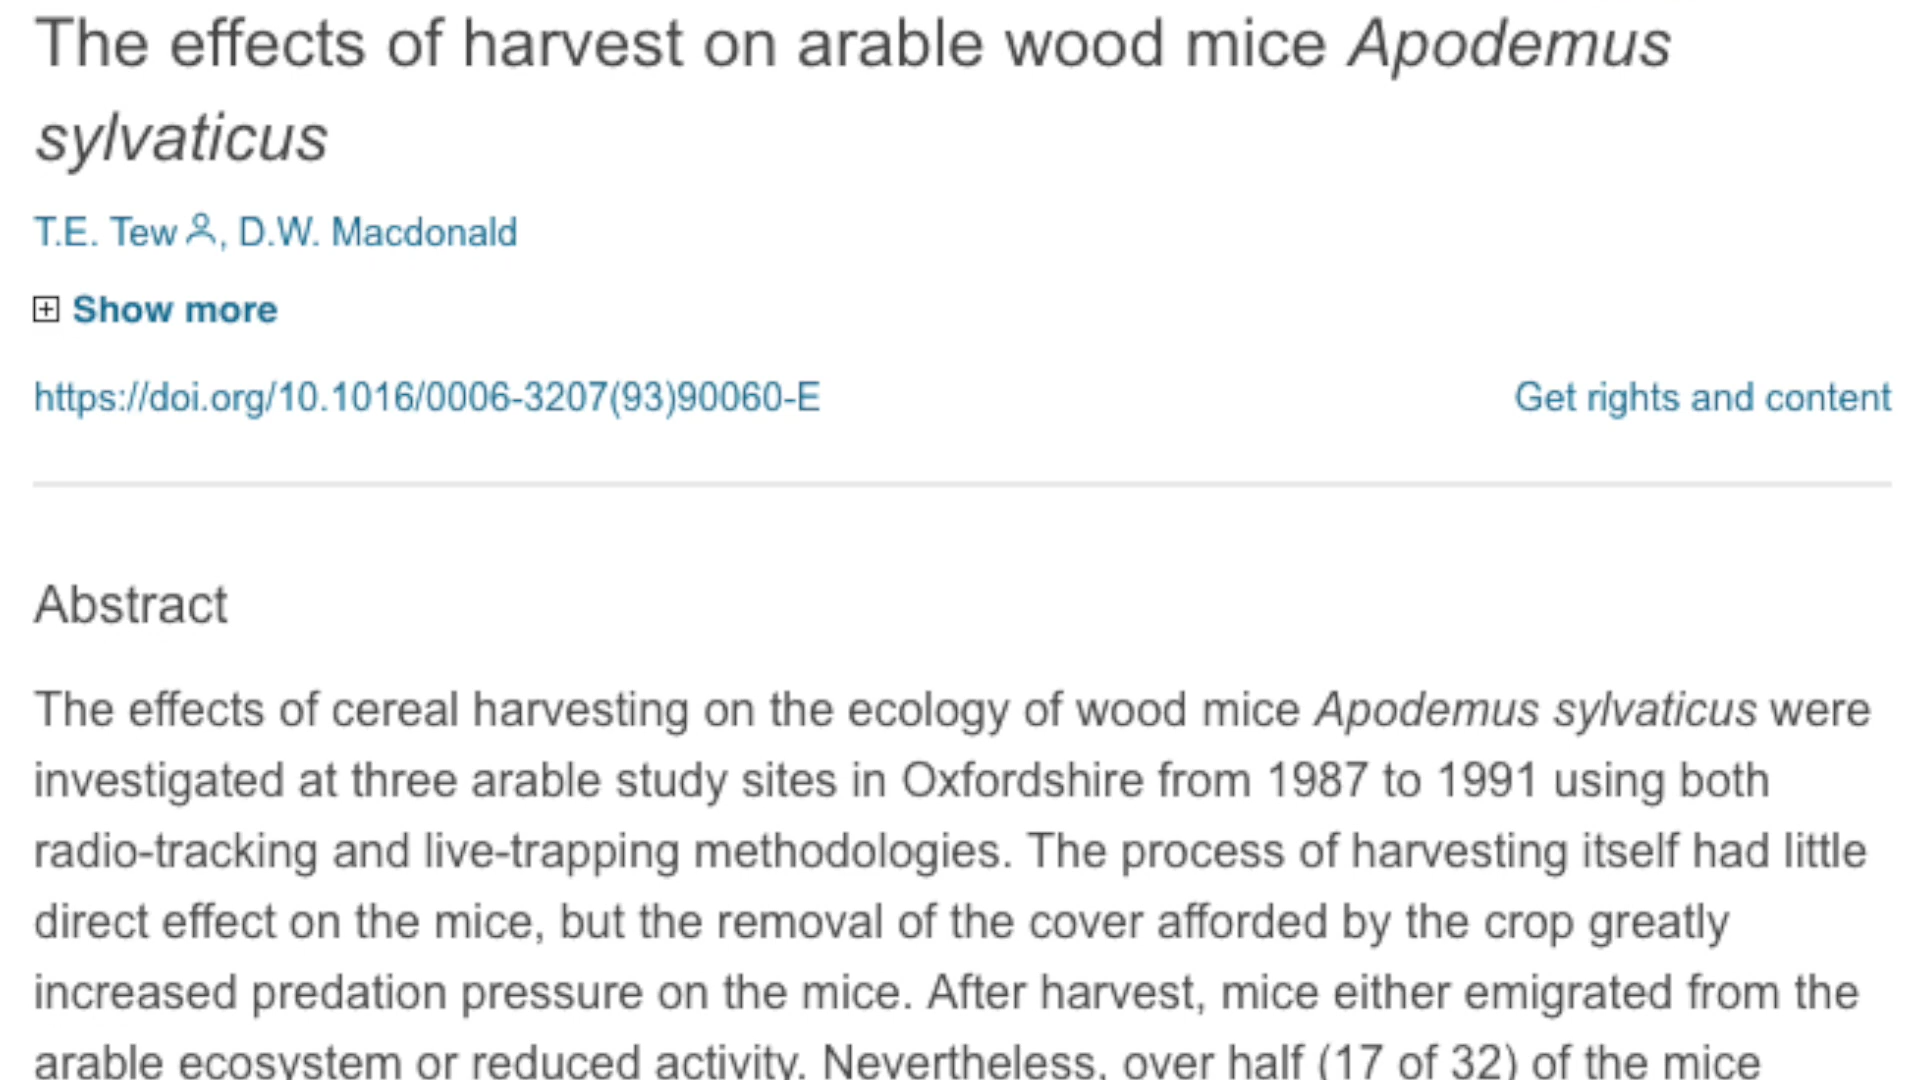 The effects of harvest on arable wood mice Apodemus
sylvaticus
T.E. Tew, D.W. Macdonald
Show more
https://doi.org/10.1016/0006-3207(93)90060-E
Get rights and content
Abstract
The effects of cereal harvesting on the ecology of wood mice Apodemus sylvaticus were
investigated at three arable study sites in Oxfordshire from 1987 to 1991 using both
radio-tracking and live-trapping methodologies. The process of harvesting itself had little
direct effect on the mice, but the removal of the cover afforded by the crop greatly
increased predation pressure on the mice. After harvest, mice either emigrated from the
arable ecosystem or reduced activity. Nevertheless, over half (17 of 32) of the mice